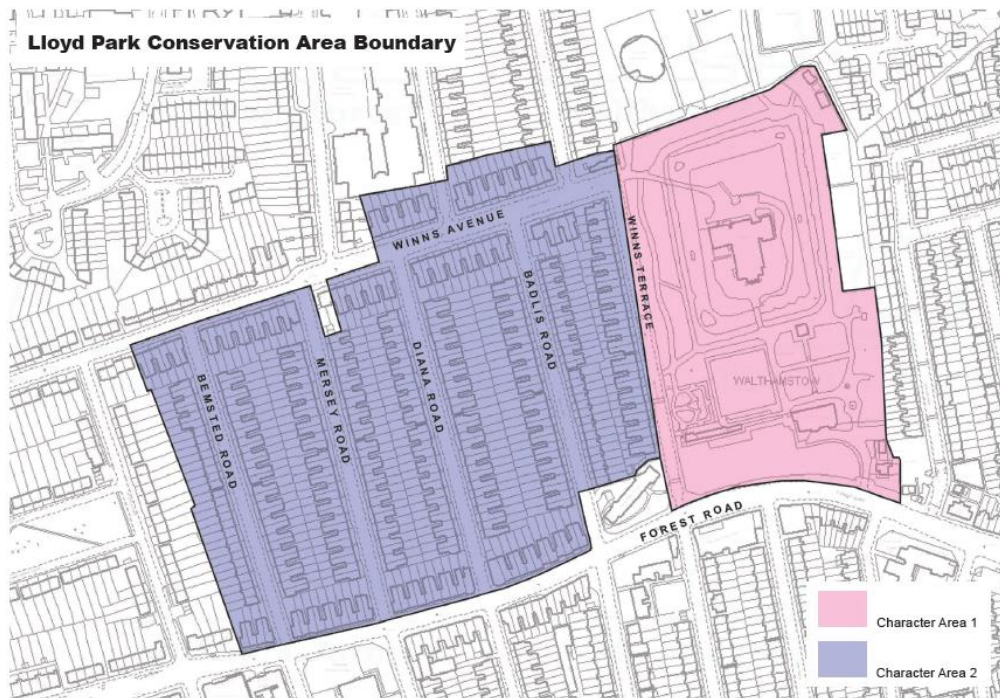 Lloyd Park Conservation Area Boundary
WINNS AVENUE
WINNS TERRACE
BADLIS ROAD
DIANA ROAD
MERSEY ROAD
BEMSTED ROAD
WALTHAMSTOW
FOREST ROAD
Character Area 1
Character Area 2